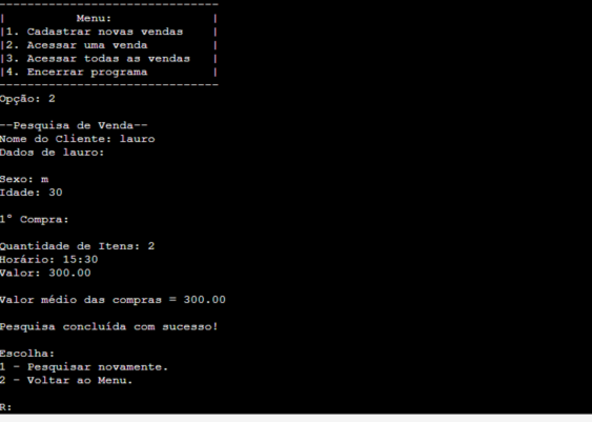 -------------------------------
|          Menu:              |
|1. Cadastrar novas vendas    |
|2. Acessar uma venda         |
|3. Acessar todas as vendas   |
|4. Encerrar programa         |
-------------------------------
Opção: 2
--Pesquisa de Venda--
Nome do Cliente: lauro
Dados de lauro:
Sexo: m
Idade: 30
1º Compra:
Quantidade de Itens: 2
Horário: 15:30
Valor: 300.00
Valor médio das compras = 300.00
Pesquisa concluída com sucesso!
Escolha:
1 - Pesquisar novamente.
2 - Voltar ao Menu.
R: